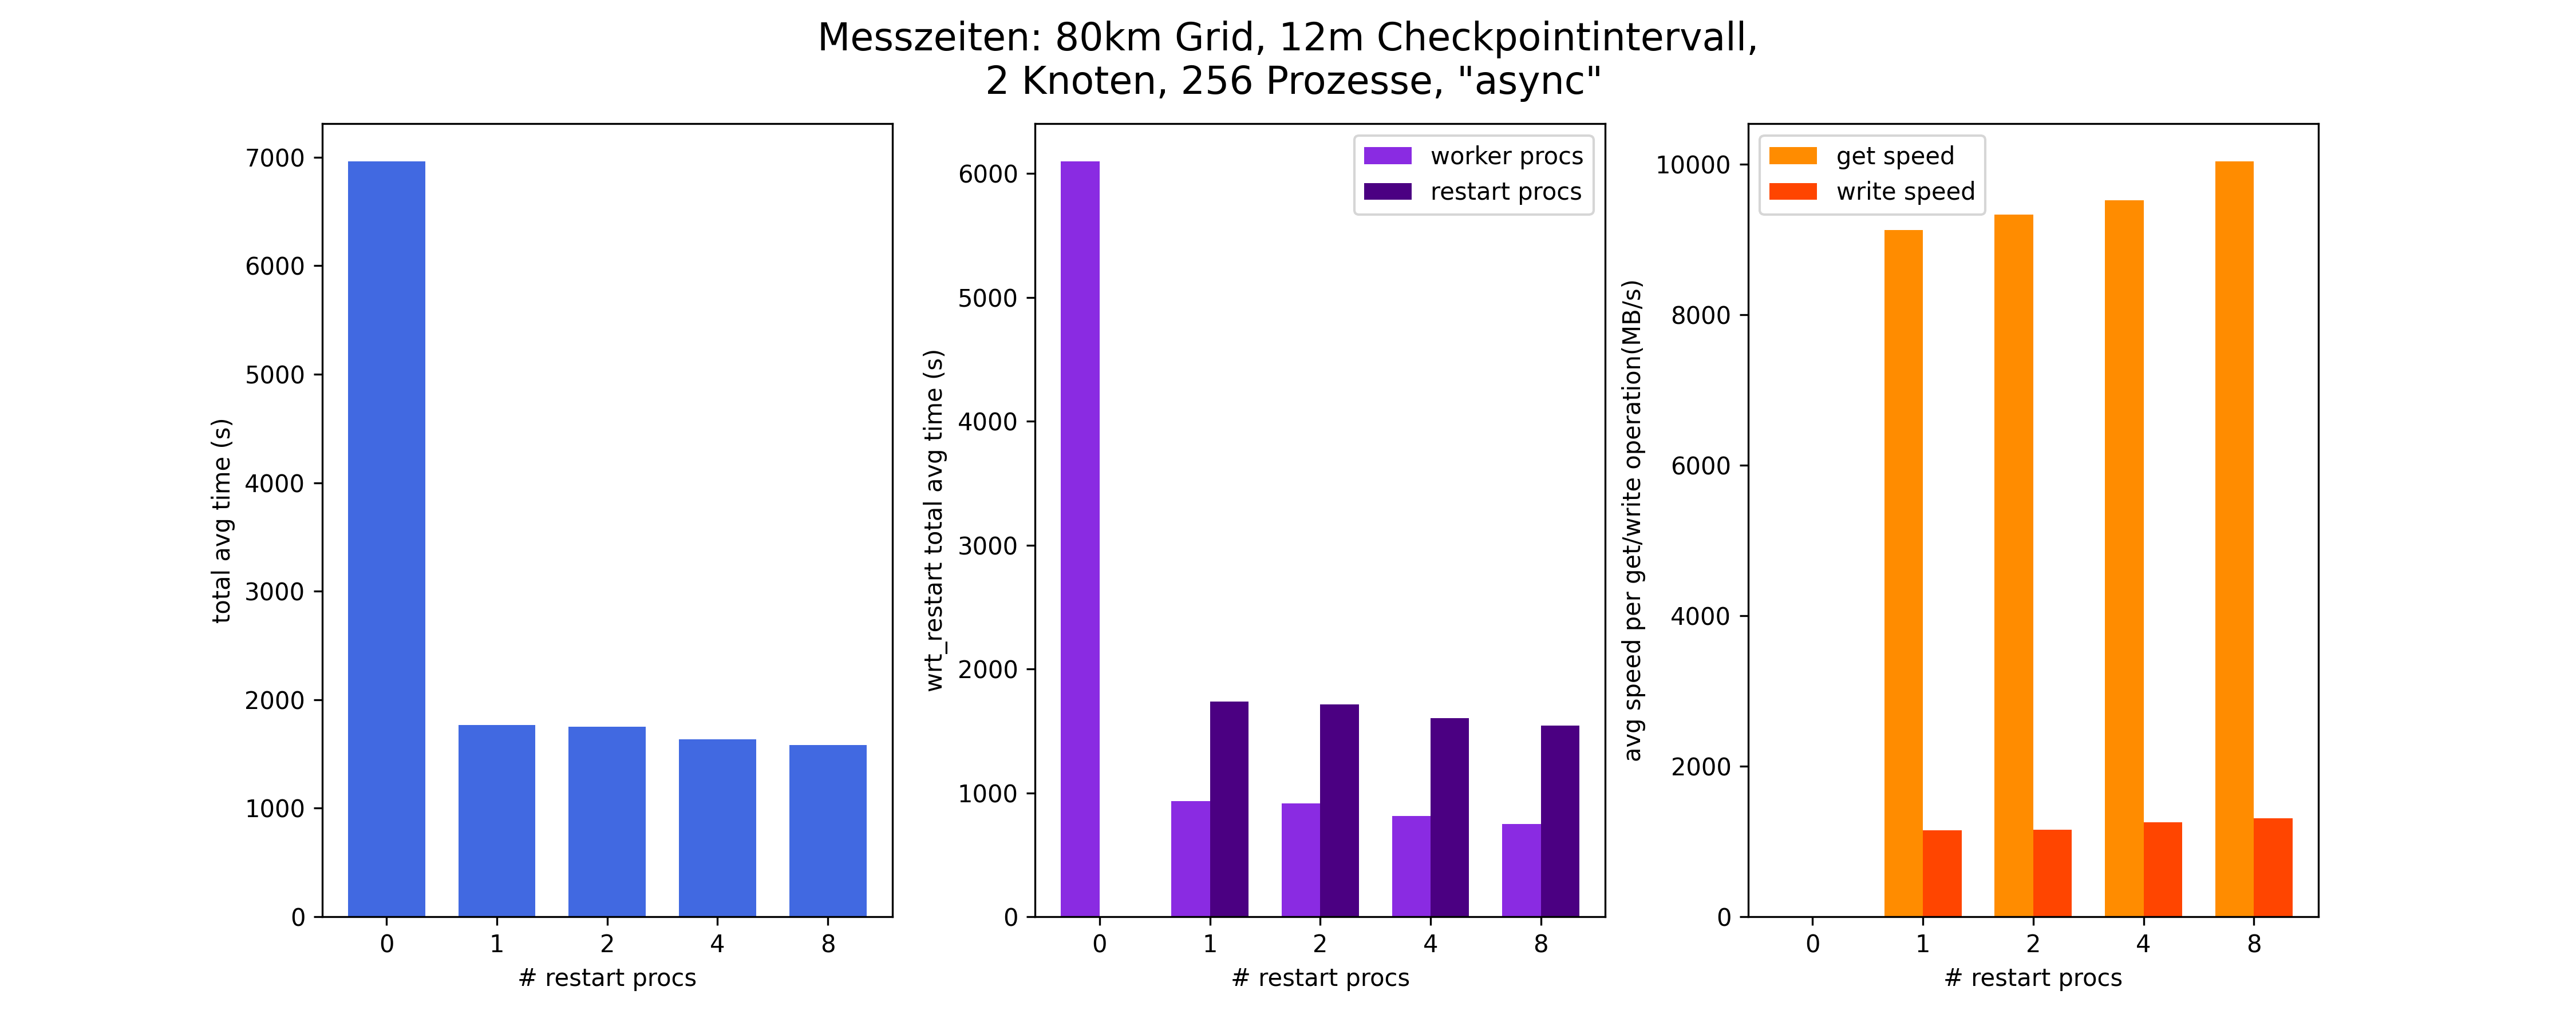 Messzeiten: 80km Grid, 12m Checkpointintervall,
2 Knoten, 256 Prozesse, "async"
total avg time (s)
7000
6000
5000
4000
3000
2000
1000
0
0 1 2 4 8
# restart procs
wrt_restart total avg time (s)
6000
5000
4000
3000
2000
1000
0
worker procs
restart procs
0 1 2 4 8
# restart procs
avg speed per get/write operation(MB/s)
10000
8000
6000
4000
2000
0
get speed
write speed
0 1 2 4 8
# restart procs